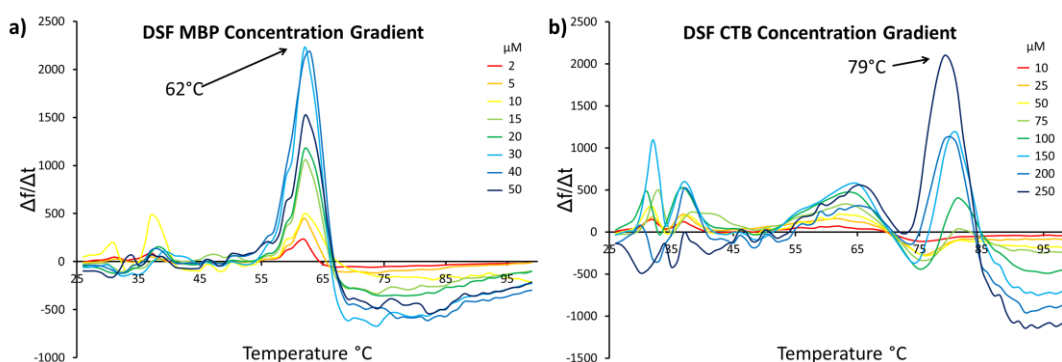 a)
DSF MBP Concentration Gradient
2500
2000
1500
1000
500
0
-500
-1000
Δf/Δt
62°C
µM
2
5
10
15
20
30
40
50
25 35 45 55 65 75 85 95
Temperature °C
b)
DSF CTB Concentration Gradient
2500
2000
1500
1000
500
0
-500
-1000
-1500
Δf/Δt
79°C
µM
10
25
50
75
100
150
200
250
25 35 45 55 65 75 85 95
Temperature °C